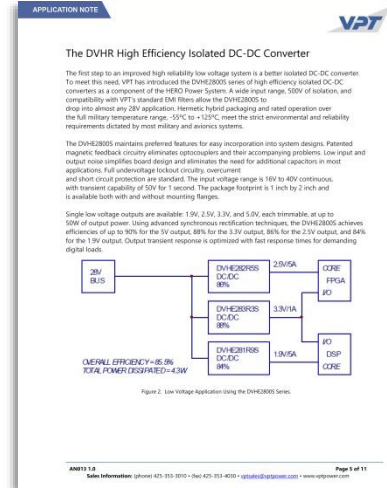 APPLICATION NOTE
VPT
The DVHR High Efficiency Isolated DC-DC Converter
The first step to an improved high reliability low voltage system is a better isolated DC-DC converter.
To meet this need, VPT has introduced the DVHE2800S series of high efficiency isolated DC-DC
converters as a component of the HERO Power System. A wide input range, 500V of isolation, and
compatibility with VPT's standard EMI filters allow the DVHE2800S to
drop into almost any 28V application. Hermetic hybrid packaging and rated operation over
the full military temperature range, -55ºC to +125ºC, meet the strict environmental and reliability
requirements dictated by most military and avionics systems.
The DVHE2800S maintains preferred features for easy incorporation into system designs. Patented
magnetic feedback circuitry eliminates optocouplers and their accompanying problems. Low input and
output noise simplifies board design and eliminates the need for additional capacitors in most
applications. Full undervoltage lockout circuitry, overcurrent
and short circuit protection are standard. The input voltage range is 16V to 40V continuous,
with transient capability of 50V for 1 second. The package footprint is 1 inch by 2 inch and
is available both with and without mounting flanges.
Single low voltage outputs are available: 1.9V, 2.5V, 3.3V, and 5.0V, each trimmable, at up to
50W of output power. Using advanced synchronous rectification techniques, the DVHE2800S achieves
efficiencies of up to 90% for the 5V output, 88% for the 3.3V output, 86% for the 2.5V output, and 84%
for the 1.9V output. Output transient response is optimized with fast response times for demanding
digital loads.
28V
BUS
DVHE282R5S
DC/DC
86%
2.5V/5A
CORE
FPGA
I/O
DVHE283R3S
DC/DC
88%
3.3V/1A
DVHE281R9S
DC/DC
84%
1.9V/5A
I/O
DSP
CORE
OVERALL EFFICIENCY = 85.5%
TOTAL POWER DISSIPATED = 4.3W
Figure 2. Low Voltage Application Using the DVHE2800S Series.
AN013 1.0 Page 5 of 11
Sales Information: (phone) 425-353-3010 • (fax) 425-353-4030 • vptsales@vptpower.com • www.vptpower.com